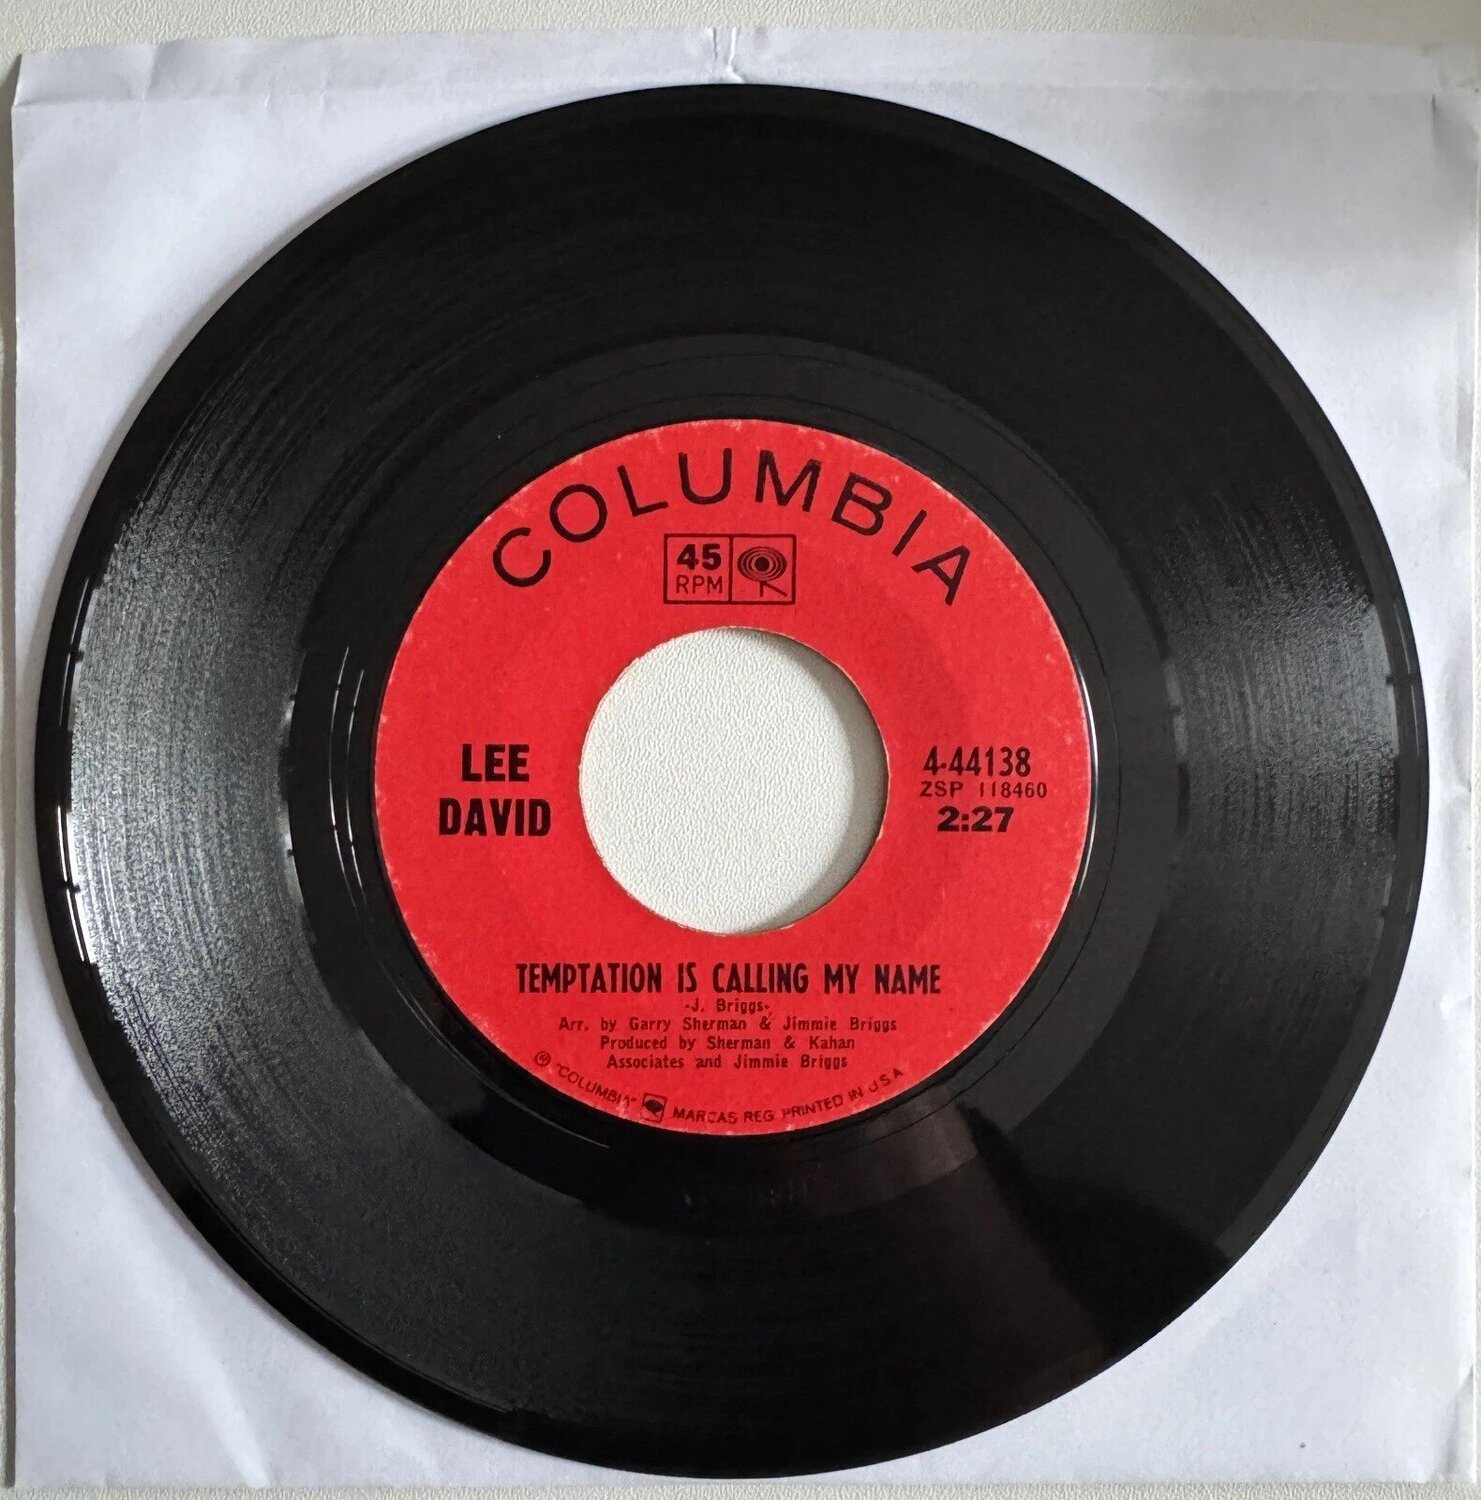 COLUMBIA
45
RPM
LEE
DAVID
4-44138
ZSP 118460
2:27
TEMPTATION IS CALLING MY NAME
-J. Briggs-
Arr. by Garry Sherman & Jimmie Briggs
Produced by Sherman & Kahan
Associates and Jimmie Briggs
® "COLUMBIA" MARCAS REG. PRINTED IN U.S.A.